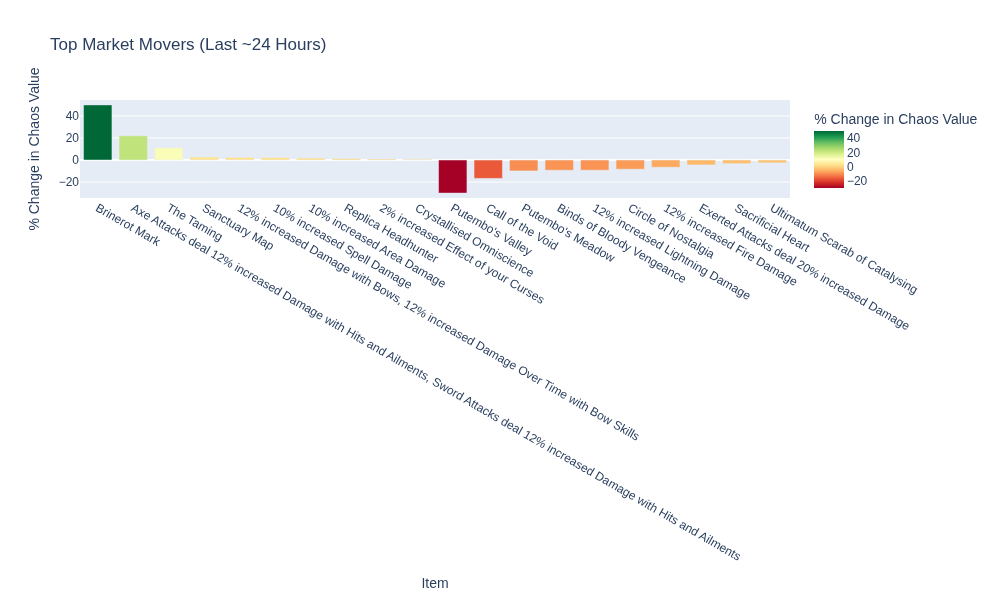 Top Market Movers (Last ~24 Hours)
% Change in Chaos Value
40
20
0
−20
Brinerot Mark
Axe Attacks deal 12% increased Damage with Hits and Ailments, Sword Attacks deal 12% increased Damage with Hits and Ailments
The Taming
Sanctuary Map
12% increased Damage with Bows, 12% increased Damage Over Time with Bow Skills
10% increased Spell Damage
10% increased Area Damage
Replica Headhunter
2% increased Effect of your Curses
Crystallised Omniscience
Putembo's Valley
Call of the Void
Putembo's Meadow
Binds of Bloody Vengeance
12% increased Lightning Damage
Circle of Nostalgia
12% increased Fire Damage
Exerted Attacks deal 20% increased Damage
Sacrificial Heart
Ultimatum Scarab of Catalysing
Item
% Change in Chaos Value
40
20
0
−20